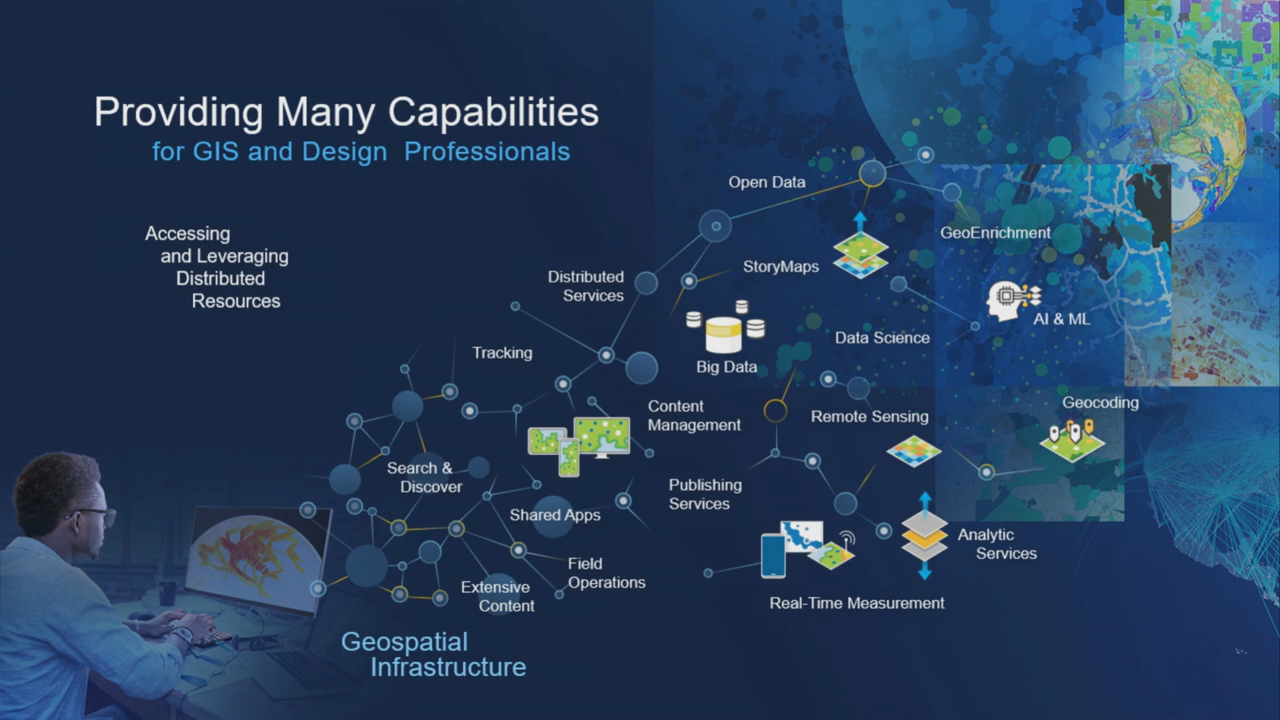 Providing Many Capabilities
for GIS and Design Professionals
Accessing
and Leveraging
Distributed
Resources
Open Data
GeoEnrichment
StoryMaps
Distributed
Services
AI & ML
Data Science
Tracking
Big Data
Content
Management
Remote Sensing
Geocoding
Search &
Discover
Publishing
Services
Shared Apps
Analytic
Services
Field
Operations
Extensive
Content
Real-Time Measurement
Geospatial
Infrastructure